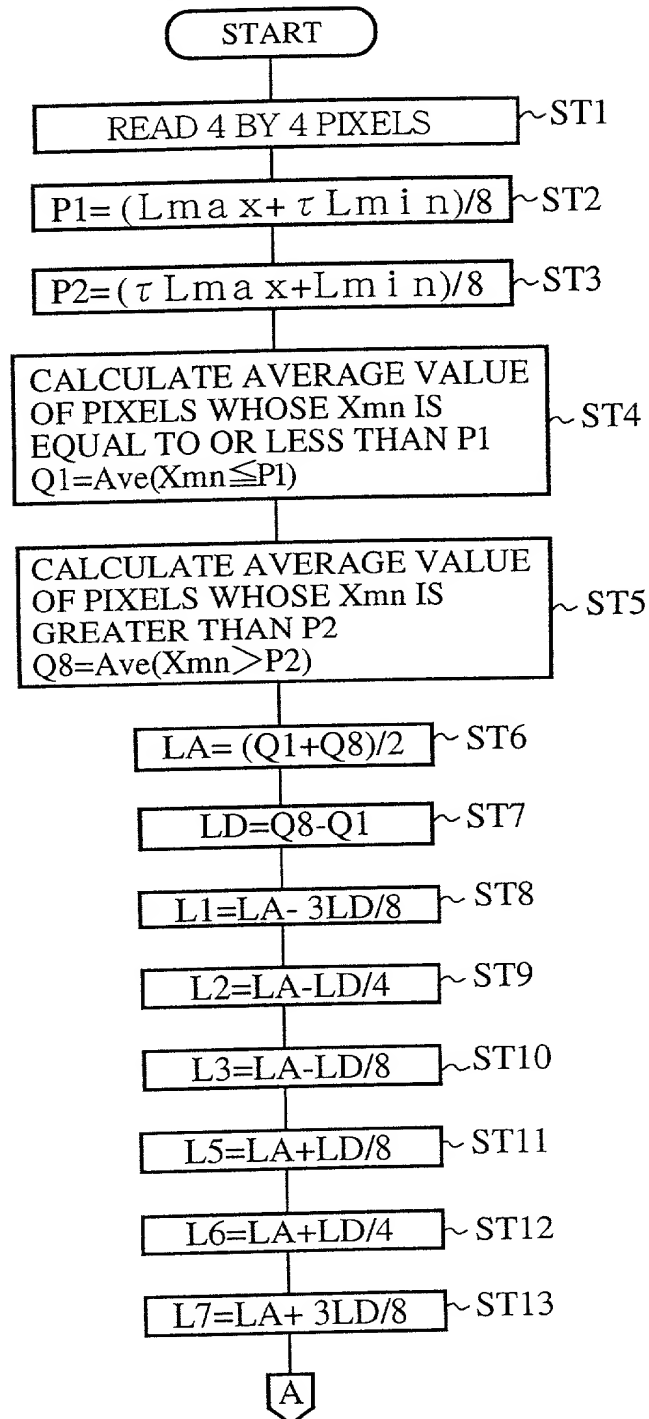 START
READ 4 BY 4 PIXELS
ST1
P1=(Lmax+τLmin)/8
ST2
P2=(τLmax+Lmin)/8
ST3
CALCULATE AVERAGE VALUE
OF PIXELS WHOSE Xmn IS
EQUAL TO OR LESS THAN P1
Q1=Ave(Xmn≦P1)
ST4
CALCULATE AVERAGE VALUE
OF PIXELS WHOSE Xmn IS
GREATER THAN P2
Q8=Ave(Xmn>P2)
ST5
LA=(Q1+Q8)/2
ST6
LD=Q8-Q1
ST7
L1=LA- 3LD/8
ST8
L2=LA-LD/4
ST9
L3=LA-LD/8
ST10
L5=LA+LD/8
ST11
L6=LA+LD/4
ST12
L7=LA+ 3LD/8
ST13
A